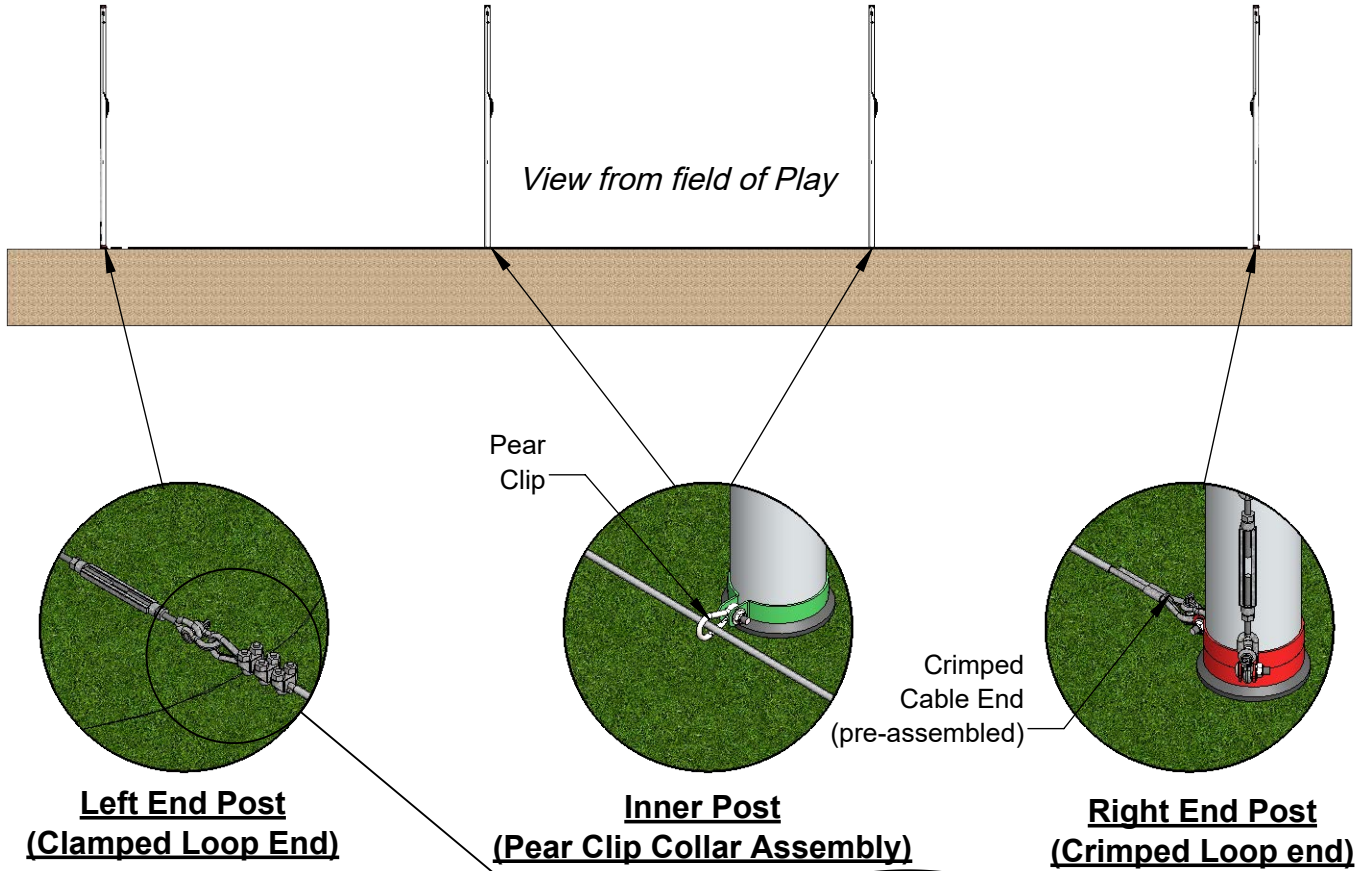 View from field of Play
Pear
Clip
Crimped
Cable End
(pre-assembled)
Left End Post
(Clamped Loop End)
Inner Post
(Pear Clip Collar Assembly)
Right End Post
(Crimped Loop end)